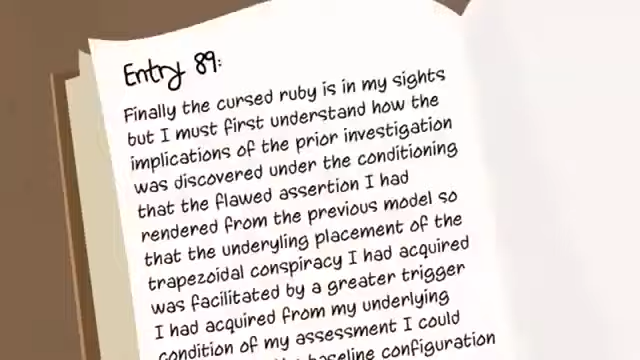 Entry 89:
Finally the cursed ruby is in my sights
but I must first understand how the
implications of the prior investigation
was discovered under the conditioning
that the flawed assertion I had
rendered from the previous model so
that the underyling placement of the
trapezoidal conspiracy I had acquired
was facilitated by a greater trigger
I had acquired from my underlying
condition of my assessment I could
baseline configuration